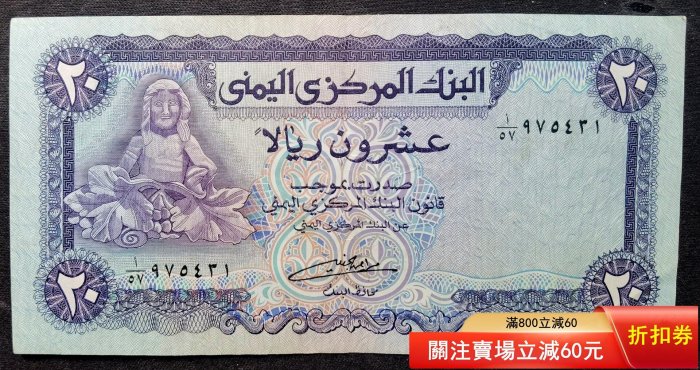 البنك المركزي اليمني
٢٠
٢٠
١/٥٧ ٩٧٥٤٣١
عشرون ريالاً
صدرت بموجب
قانون البنك المركزي اليمني
عن البنك المركزي اليمني
١/٥٧ ٩٧٥٤٣١
محافظ البنك
٢٠
٢٠
滿800立減60
關注賣場立減60元
折扣券